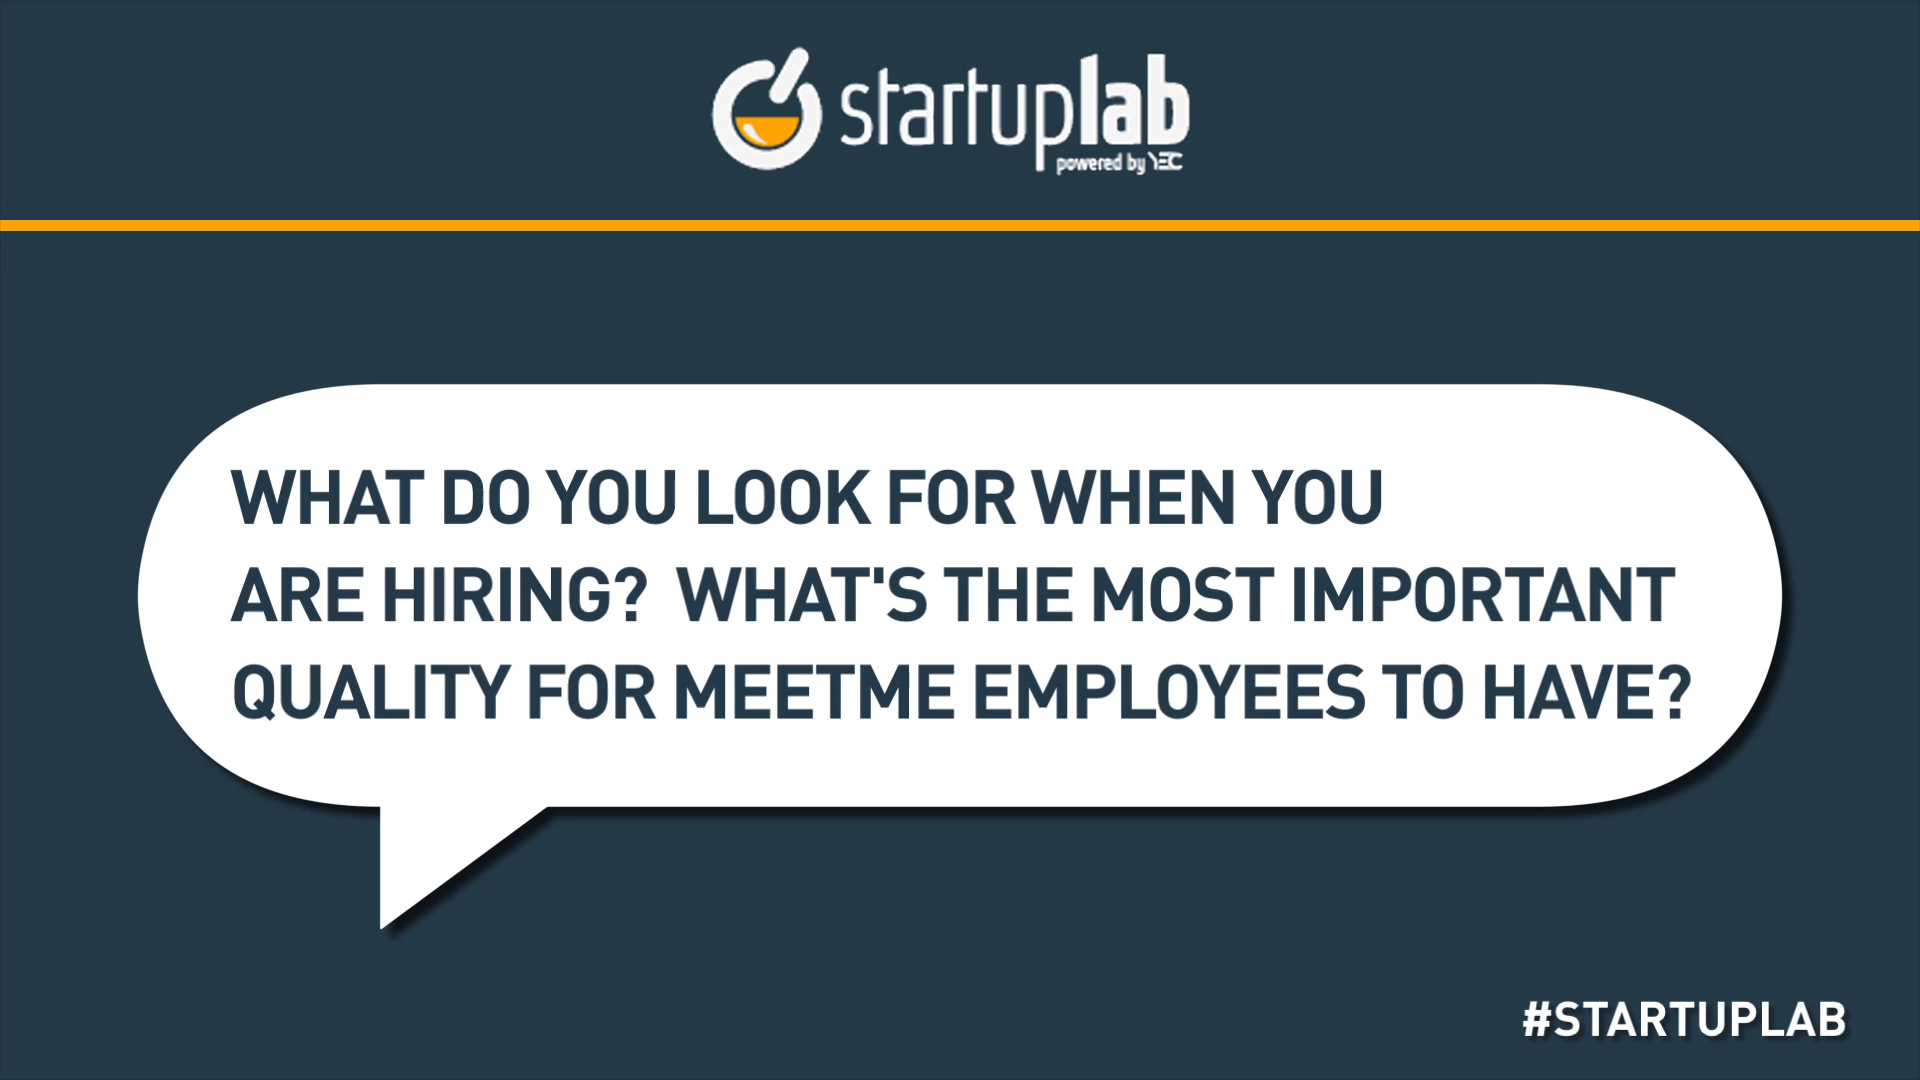 startuplab
powered by YEC
WHAT DO YOU LOOK FOR WHEN YOU
ARE HIRING?  WHAT'S THE MOST IMPORTANT
QUALITY FOR MEETME EMPLOYEES TO HAVE?
#STARTUPLAB